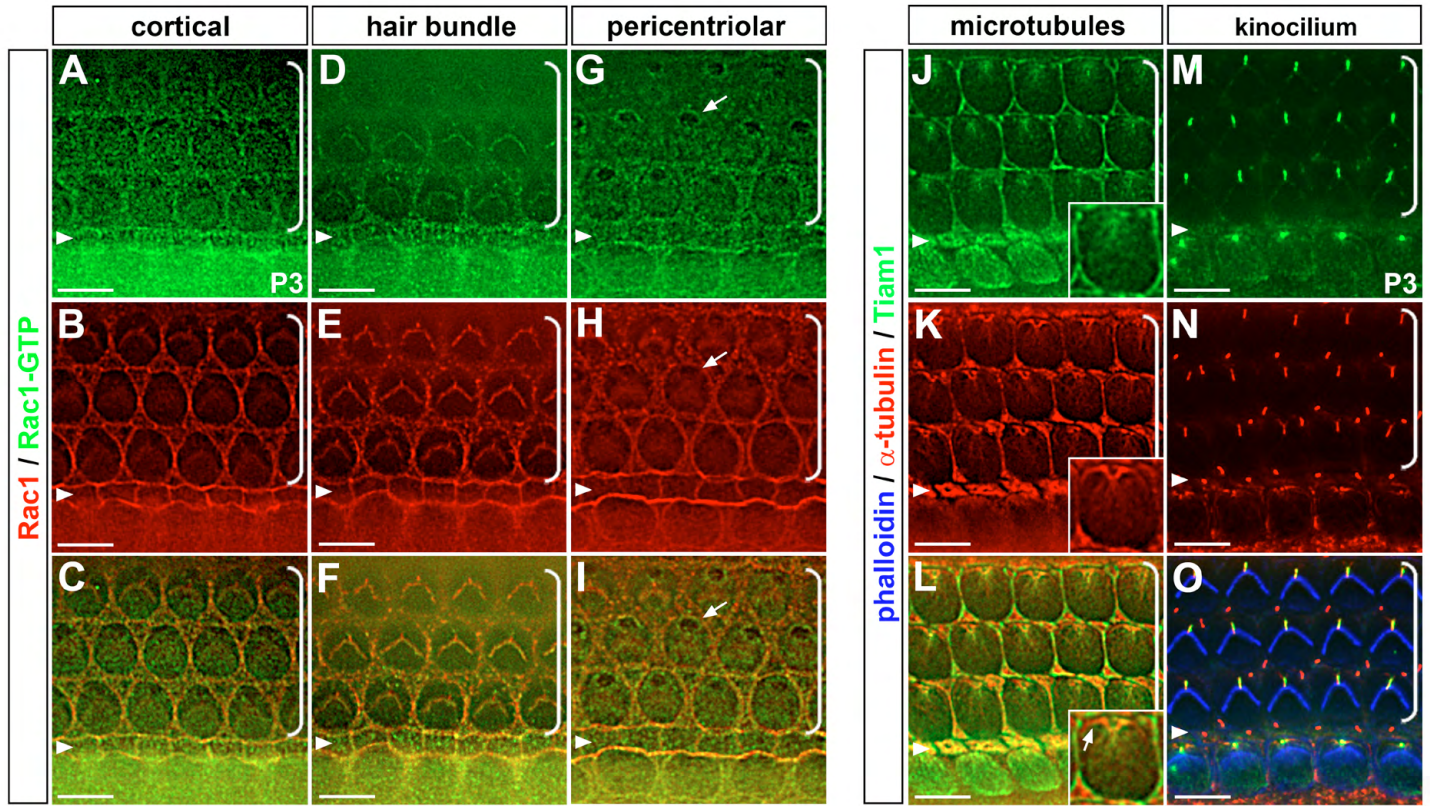 cortical
hair bundle
pericentriolar
microtubules
kinocilium
Rac1 / Rac1-GTP
phalloidin / α-tubulin / Tiam1
A
D
G
J
M
P3
P3
B
E
H
K
N
C
F
I
L
O